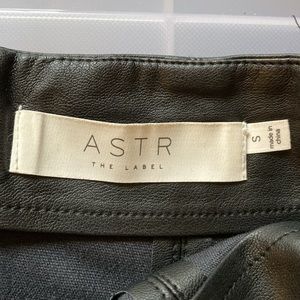 ASTR
THE LABEL
S
made in
china